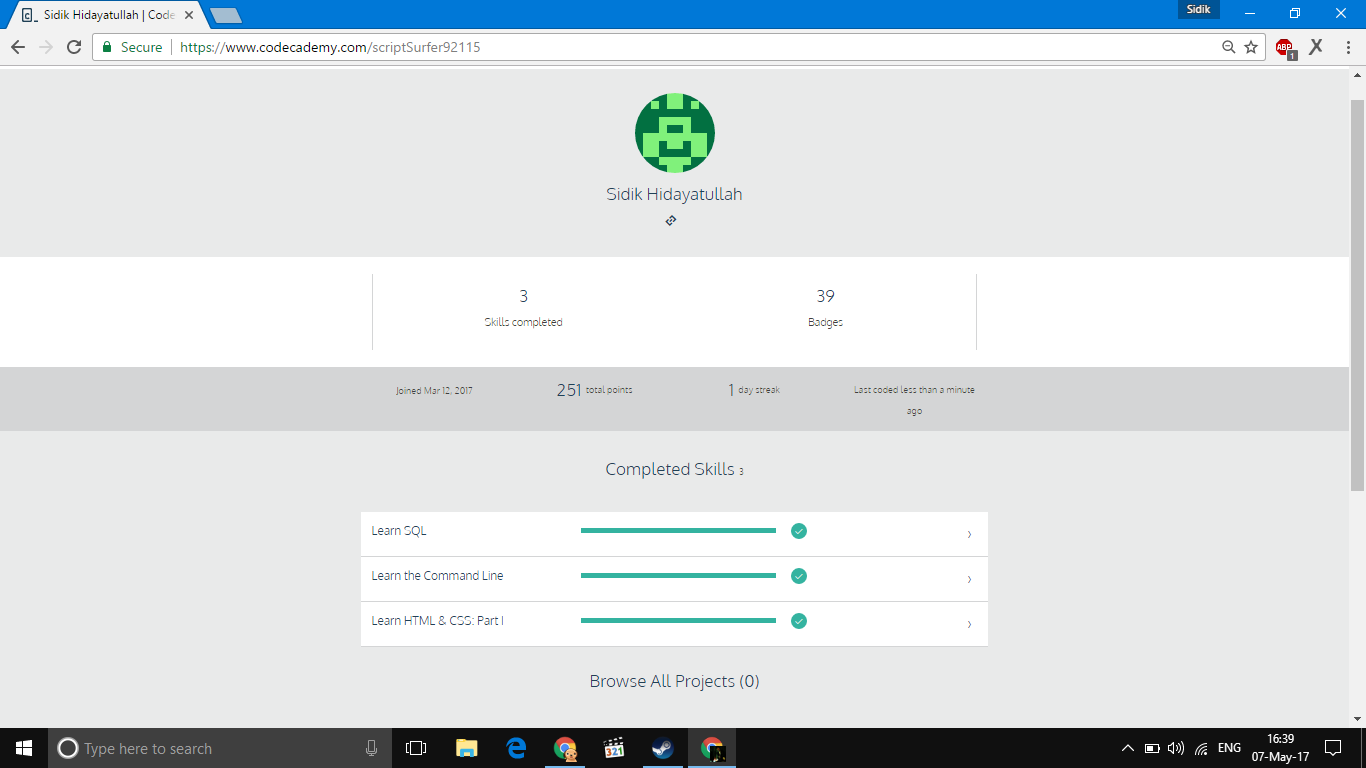 Sidik Hidayatullah | Code
Sidik
Secure
https://www.codecademy.com/scriptSurfer92115
ABP
1
X
Sidik Hidayatullah
3
39
Skills completed
Badges
Joined Mar 12, 2017
251 total points
1 day streak
Last coded less than a minute
ago
Completed Skills 3
Learn SQL
Learn the Command Line
Learn HTML & CSS: Part I
Browse All Projects (0)
Type here to search
321
ENG
16:39
07-May-17